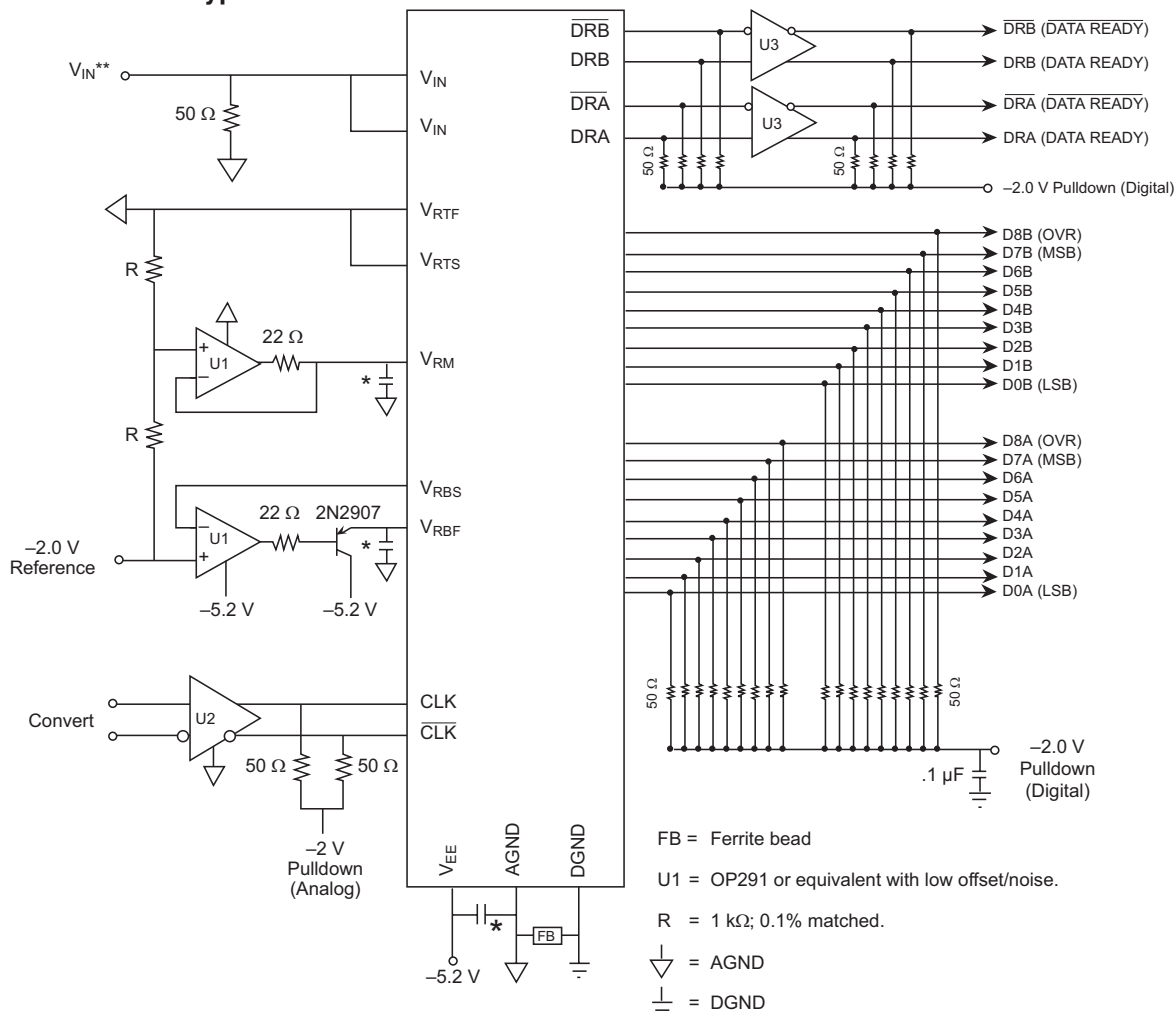 V_IN**
50 Ω
V_IN
V_IN
V_RTF
V_RTS
R
22 Ω
+
−
U1
V_RM
*
R
V_RBS
22 Ω
2N2907
V_RBF
−
+
U1
*
–2.0 V
Reference
–5.2 V
–5.2 V
Convert
U2
CLK
CLK
50 Ω
50 Ω
–2 V
Pulldown
(Analog)
V_EE
AGND
DGND
*
FB
–5.2 V
DRB
DRB
DRA
DRA
U3
U3
50 Ω
50 Ω
DRB (DATA READY)
DRB (DATA READY)
DRA (DATA READY)
DRA (DATA READY)
–2.0 V Pulldown (Digital)
D8B (OVR)
D7B (MSB)
D6B
D5B
D4B
D3B
D2B
D1B
D0B (LSB)
D8A (OVR)
D7A (MSB)
D6A
D5A
D4A
D3A
D2A
D1A
D0A (LSB)
50 Ω
50 Ω
–2.0 V
Pulldown
(Digital)
.1 µF
FB = Ferrite bead
U1 = OP291 or equivalent with low offset/noise.
R = 1 kΩ; 0.1% matched.
= AGND
= DGND